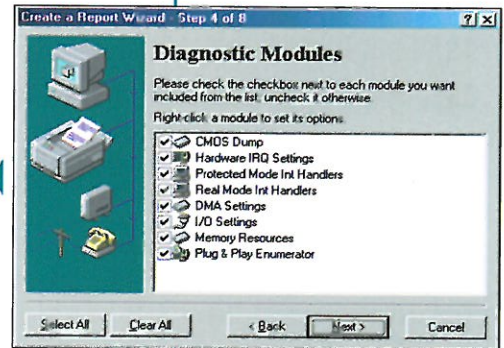 Create a Report Wizard - Step 4 of 8
Diagnostic Modules
Please check the checkbox next to each module you want
included from the list, uncheck it otherwise.
Right-click a module to set its options.
CMOS Dump
Hardware IRQ Settings
Protected Mode Int Handlers
Real Mode Int Handlers
DMA Settings
I/O Settings
Memory Resources
Plug & Play Enumerator
Select All
Clear All
< Back
Next >
Cancel